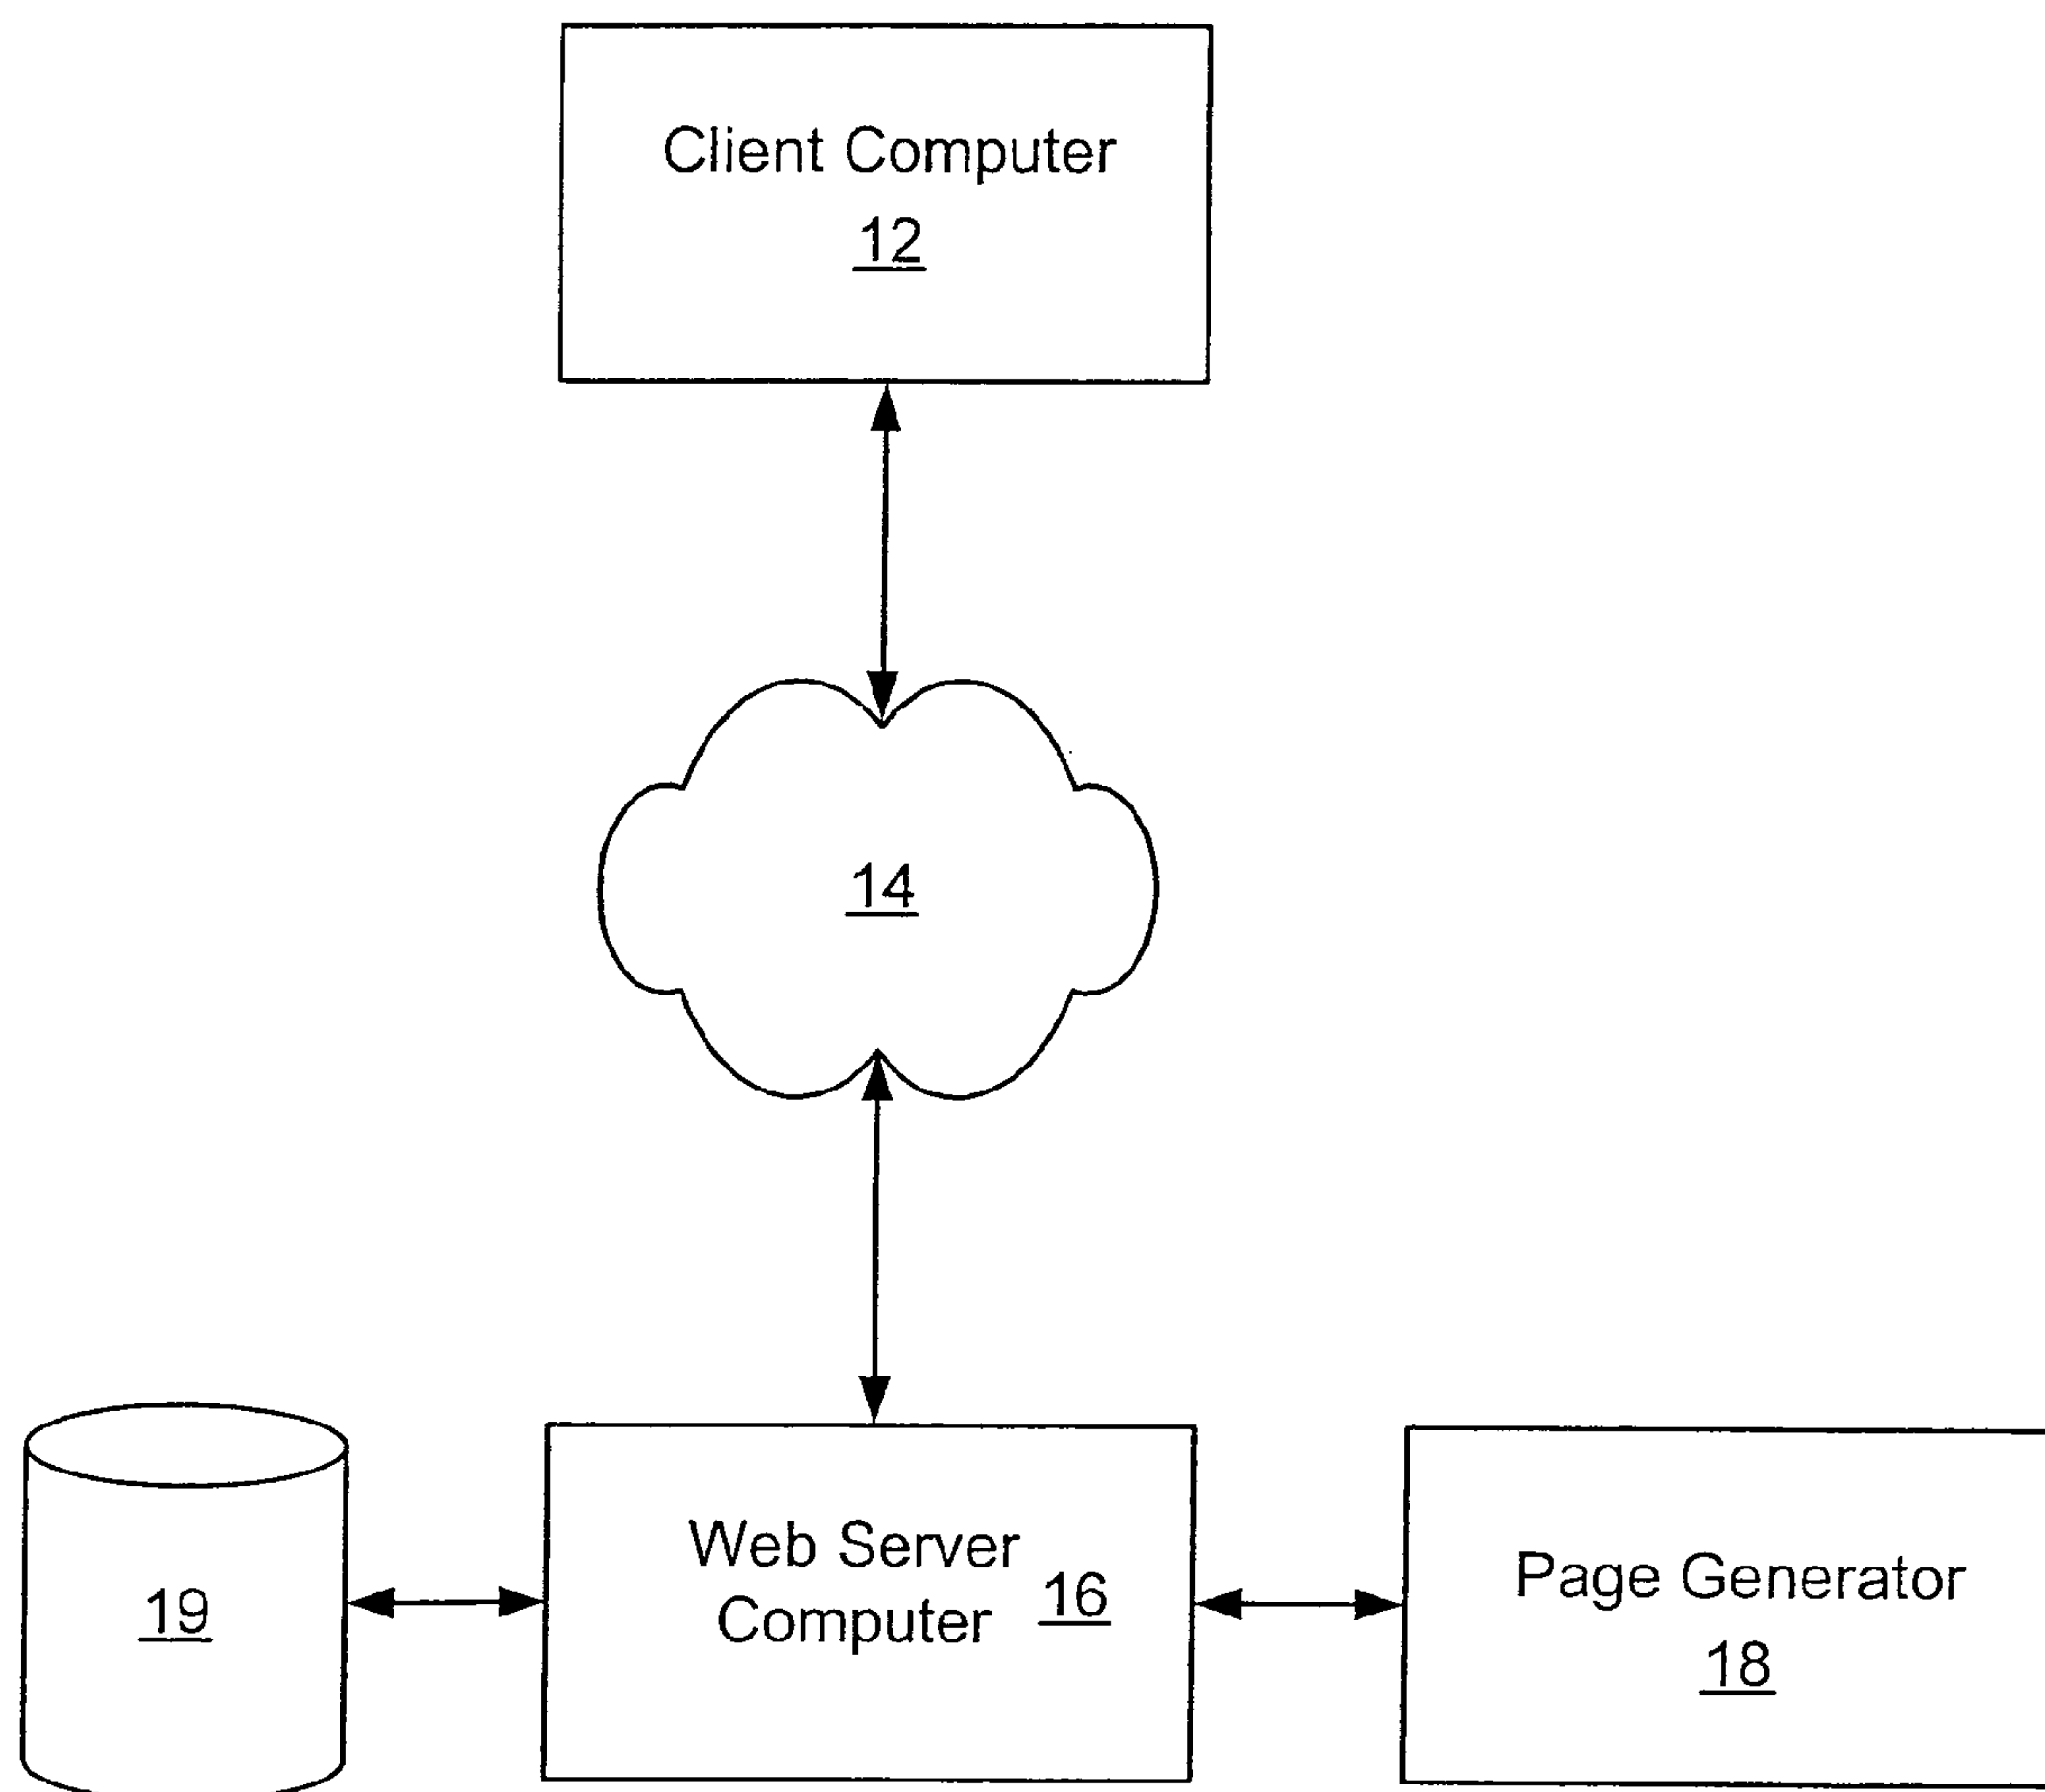 Client Computer
12
14
19
Web Server
Computer
16
Page Generator
18